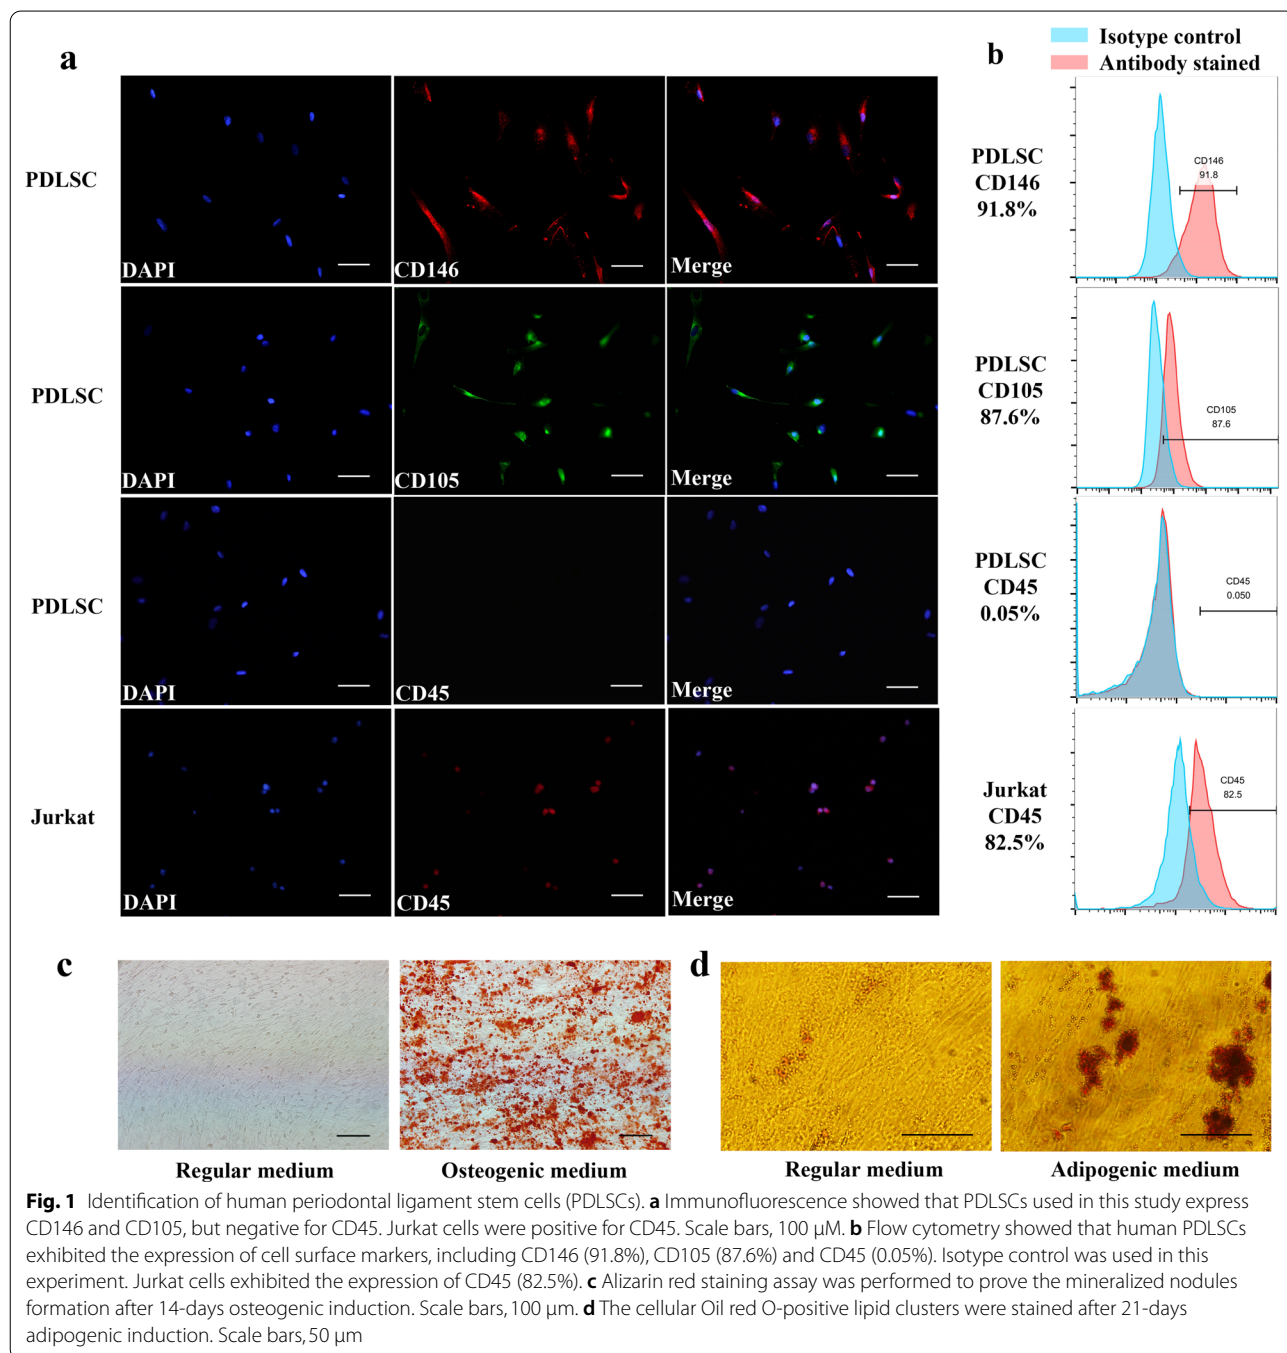 a
b
Isotype control
Antibody stained
PDLSC
DAPI
CD146
Merge
PDLSC
CD146
91.8%
CD146
91.8
PDLSC
DAPI
CD105
Merge
PDLSC
CD105
87.6%
CD105
87.6
PDLSC
DAPI
CD45
Merge
PDLSC
CD45
0.05%
CD45
0.050
Jurkat
DAPI
CD45
Merge
Jurkat
CD45
82.5%
CD45
82.5
c
d
Regular medium
Osteogenic medium
Regular medium
Adipogenic medium
Fig. 1 Identification of human periodontal ligament stem cells (PDLSCs). a Immunofluorescence showed that PDLSCs used in this study express
CD146 and CD105, but negative for CD45. Jurkat cells were positive for CD45. Scale bars, 100 μM. b Flow cytometry showed that human PDLSCs
exhibited the expression of cell surface markers, including CD146 (91.8%), CD105 (87.6%) and CD45 (0.05%). Isotype control was used in this
experiment. Jurkat cells exhibited the expression of CD45 (82.5%). c Alizarin red staining assay was performed to prove the mineralized nodules
formation after 14-days osteogenic induction. Scale bars, 100 μm. d The cellular Oil red O-positive lipid clusters were stained after 21-days
adipogenic induction. Scale bars, 50 μm